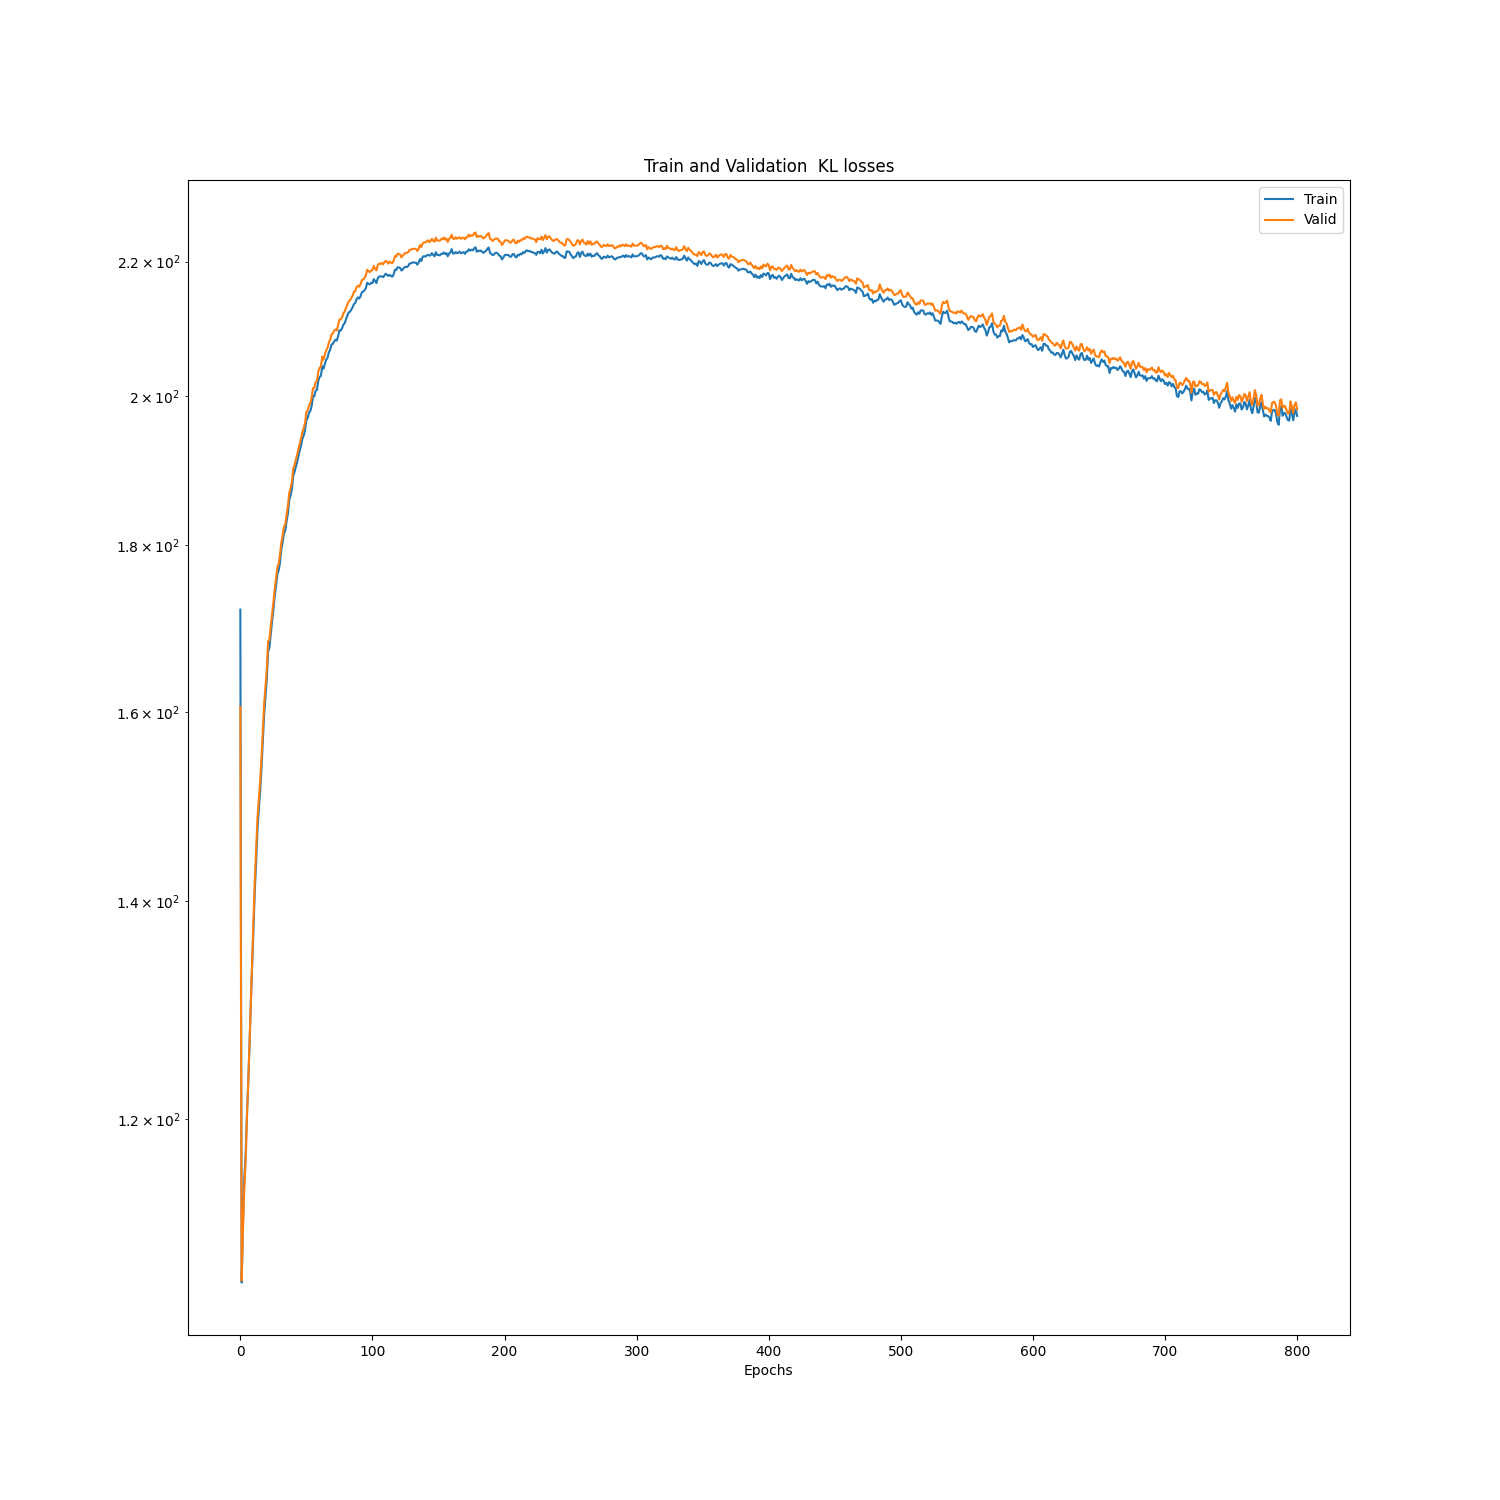 Train and Validation  KL losses
Train
Valid
2.2 × 10²
2 × 10²
1.8 × 10²
1.6 × 10²
1.4 × 10²
1.2 × 10²
0 100 200 300 400 500 600 700 800
Epochs